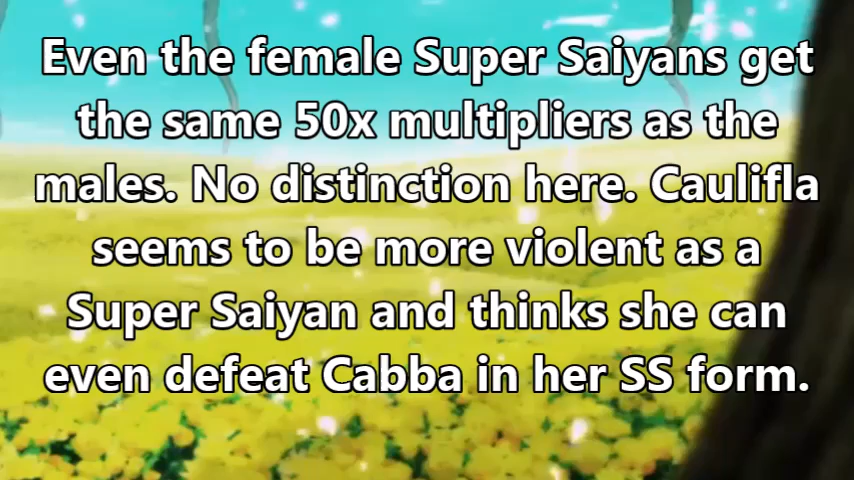 Even the female Super Saiyans get
the same 50x multipliers as the
males. No distinction here. Caulifla
seems to be more violent as a
Super Saiyan and thinks she can
even defeat Cabba in her SS form.